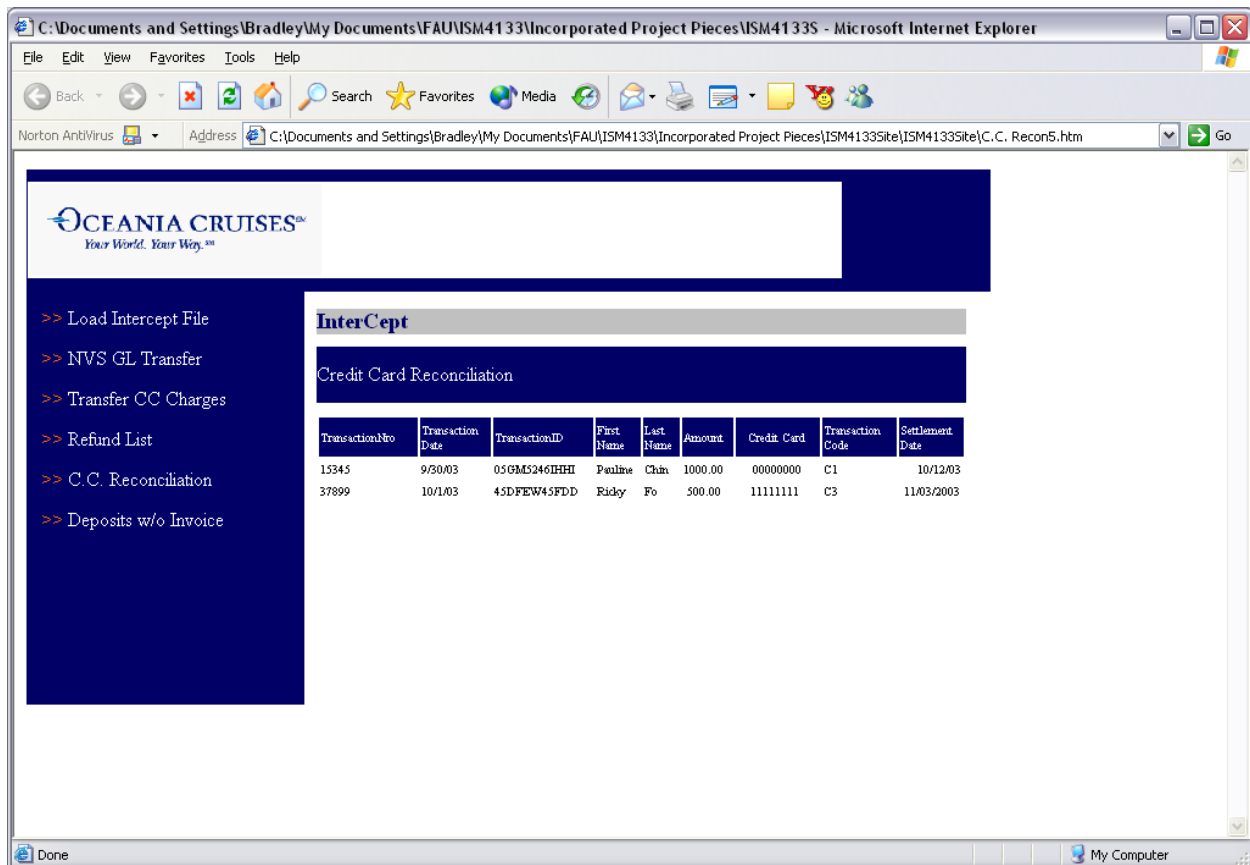 C:\Documents and Settings\Bradley\My Documents\FAU\ISM4133\Incorporated Project Pieces\ISM4133S - Microsoft Internet Explorer
File Edit View Favorites Tools Help
Back Search Favorites Media
Norton AntiVirus Address C:\Documents and Settings\Bradley\My Documents\FAU\ISM4133\Incorporated Project Pieces\ISM4133Site\ISM4133Site\C.C. Recon5.htm Go
OCEANIA CRUISES SM
Your World. Your Way. SM
>> Load Intercept File
>> NVS GL Transfer
>> Transfer CC Charges
>> Refund List
>> C.C. Reconciliation
>> Deposits w/o Invoice
InterCept
Credit Card Reconciliation
TransactionNro Transaction Date TransactionID First Name Last Name Amount Credit Card Transaction Code Settlement Date
15345 9/30/03 05GM5246IHHI Pauline Chin 1000.00 00000000 C1 10/12/03
37899 10/1/03 45DFEW45FDD Ricky Fo 500.00 11111111 C3 11/03/2003
Done My Computer